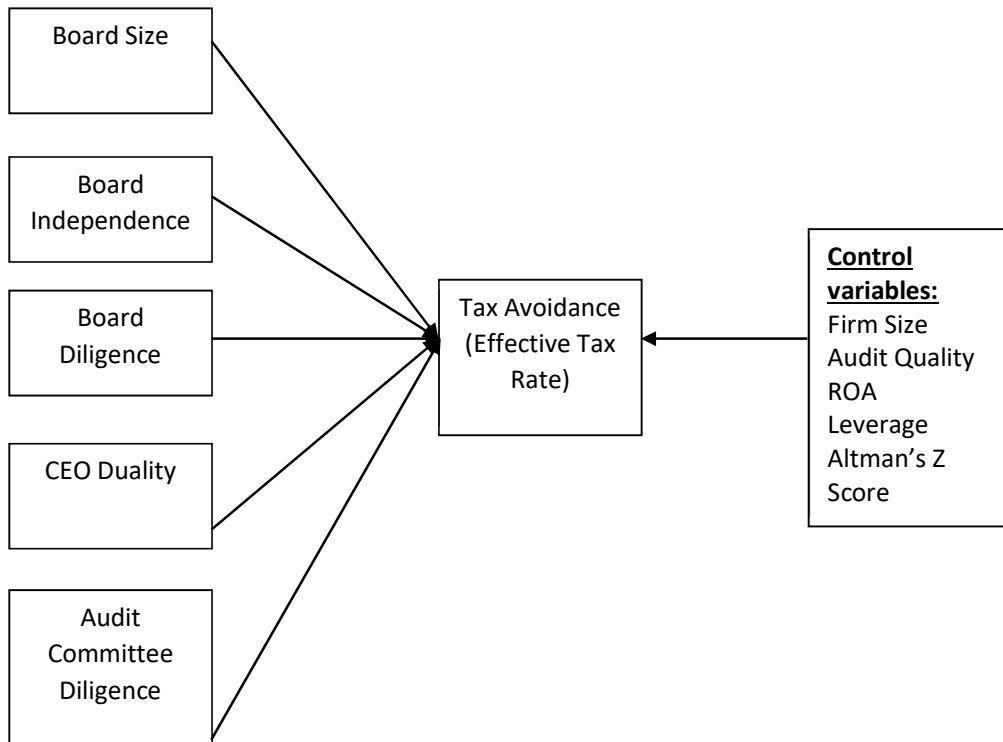 Board Size
Board
Independence
Board
Diligence
CEO Duality
Audit
Committee
Diligence
Tax Avoidance
(Effective Tax
Rate)
Control
variables:
Firm Size
Audit Quality
ROA
Leverage
Altman’s Z
Score